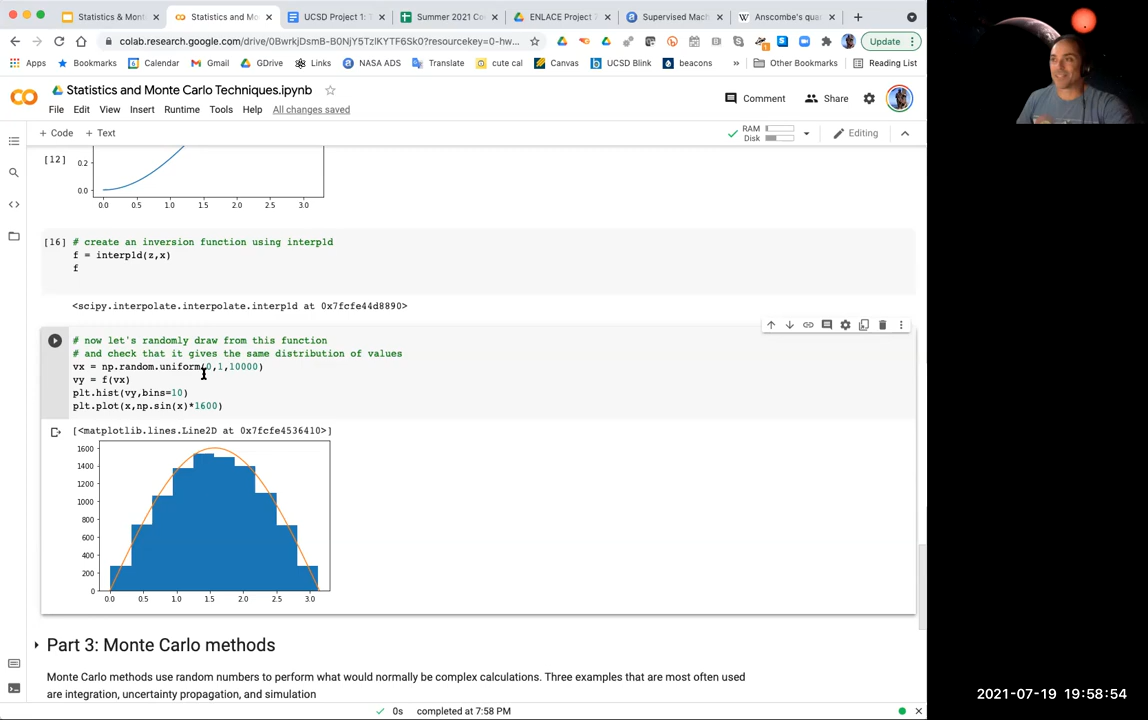 Statistics & Mont
Statistics and Mo
UCSD Project 1: T
Summer 2021 Co
ENLACE Project 7
Supervised Mach
Anscombe's qua
colab.research.google.com/drive/0BwrkjDsmB-B0NjY5TzlKYTF6Sk0?resourcekey=0-hw...
Update
Apps
Bookmarks
Calendar
Gmail
GDrive
Links
NASA ADS
Translate
cute cal
Canvas
UCSD Blink
beacons
»
Other Bookmarks
Reading List
Statistics and Monte Carlo Techniques.ipynb
File Edit View Insert Runtime Tools Help All changes saved
Comment
Share
+ Code + Text
RAM
Disk
Editing
[12]
0.2
0.0
0.0 0.5 1.0 1.5 2.0 2.5 3.0
[16] # create an inversion function using interp1d
f = interp1d(z,x)
f
<scipy.interpolate.interpolate.interp1d at 0x7fcfe44d8890>
# now let's randomly draw from this function
# and check that it gives the same distribution of values
vx = np.random.uniform(0,1,10000)
vy = f(vx)
plt.hist(vy,bins=10)
plt.plot(x,np.sin(x)*1600)
[<matplotlib.lines.Line2D at 0x7fcfe4536410>]
1600
1400
1200
1000
800
600
400
200
0
0.0 0.5 1.0 1.5 2.0 2.5 3.0
Part 3: Monte Carlo methods
Monte Carlo methods use random numbers to perform what would normally be complex calculations. Three examples that are most often used
are integration, uncertainty propagation, and simulation
0s completed at 7:58 PM
2021-07-19 19:58:54